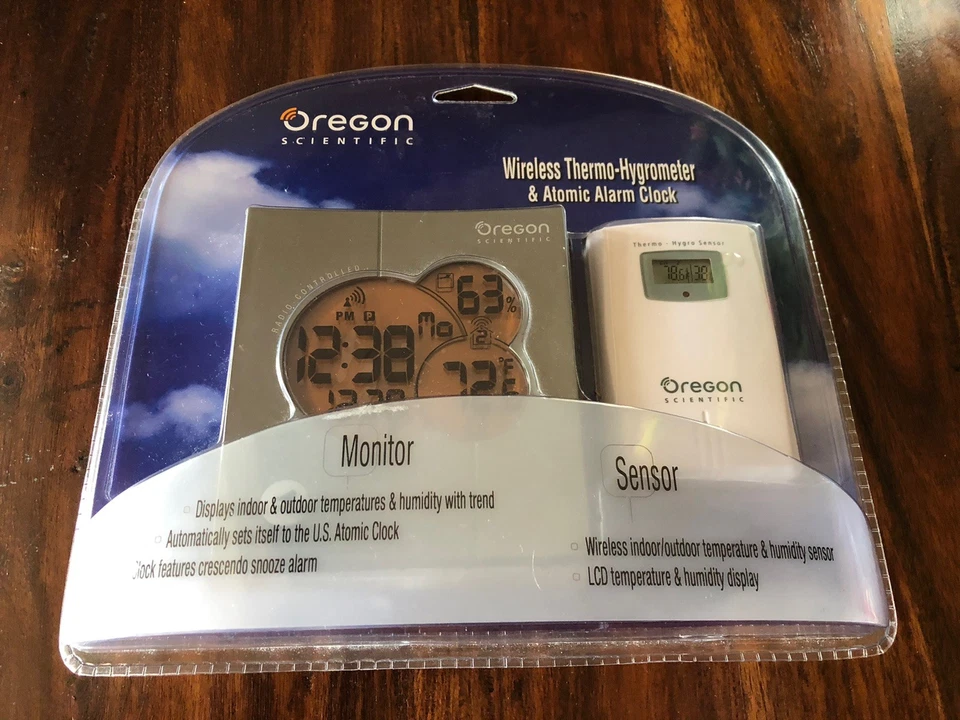 Oregon
SCIENTIFIC
Wireless Thermo-Hygrometer
& Atomic Alarm Clock
Oregon
SCIENTIFIC
RADIO CONTROLLED
63%
PM P
12:38 Mo
2
72°F
Thermo - Hygro Sensor
Oregon
SCIENTIFIC
Monitor
Displays indoor & outdoor temperatures & humidity with trend
Automatically sets itself to the U.S. Atomic Clock
lock features crescendo snooze alarm
Sensor
Wireless indoor/outdoor temperature & humidity sensor
LCD temperature & humidity display